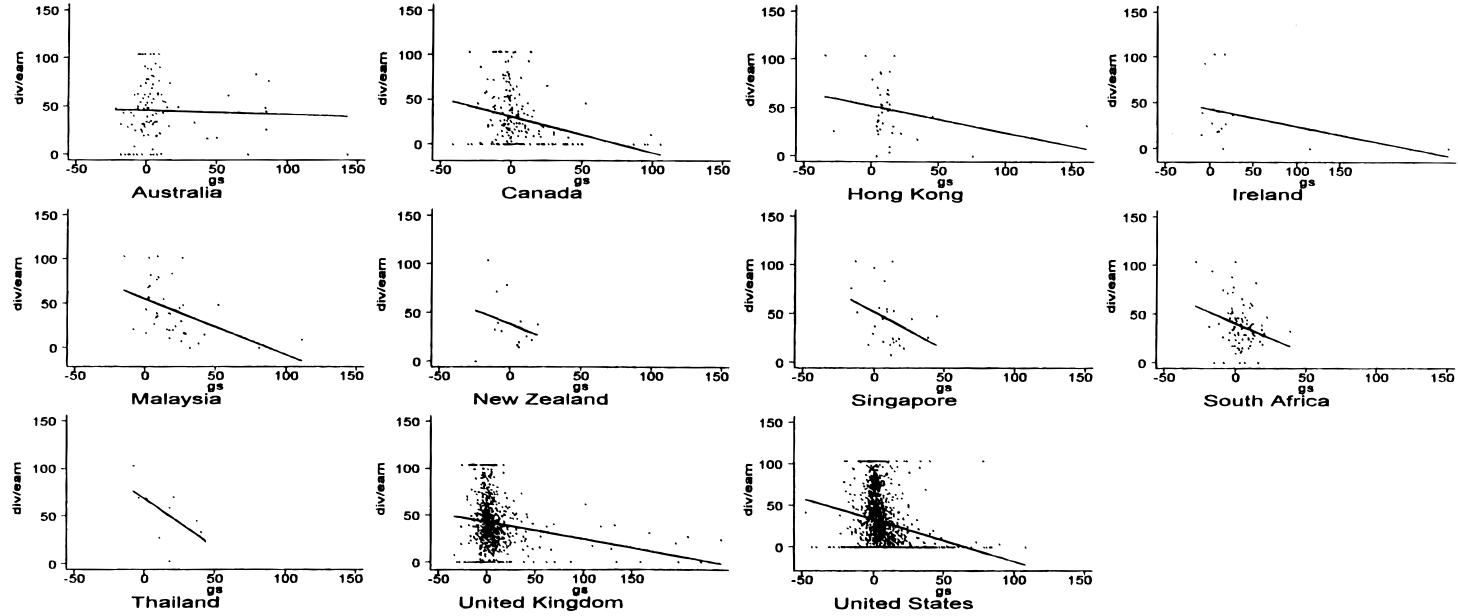 150
100
50
0
div/earn
-50 0 50 100 150
gs
Australia
150
100
50
0
div/earn
-50 0 50 100 150
gs
Canada
150
100
50
0
div/earn
-50 0 50 100 150
gs
Hong Kong
150
100
50
0
div/earn
-50 0 50 100 150
gs
Ireland
150
100
50
0
div/earn
-50 0 50 100 150
gs
Malaysia
150
100
50
0
div/earn
-50 0 50 100 150
gs
New Zealand
150
100
50
0
div/earn
-50 0 50 100 150
gs
Singapore
150
100
50
0
div/earn
-50 0 50 100 150
gs
South Africa
150
100
50
0
div/earn
-50 0 50 100 150
gs
Thailand
150
100
50
0
div/earn
-50 0 50 100 150 200
gs
United Kingdom
150
100
50
0
div/earn
-50 0 50 100 150
gs
United States